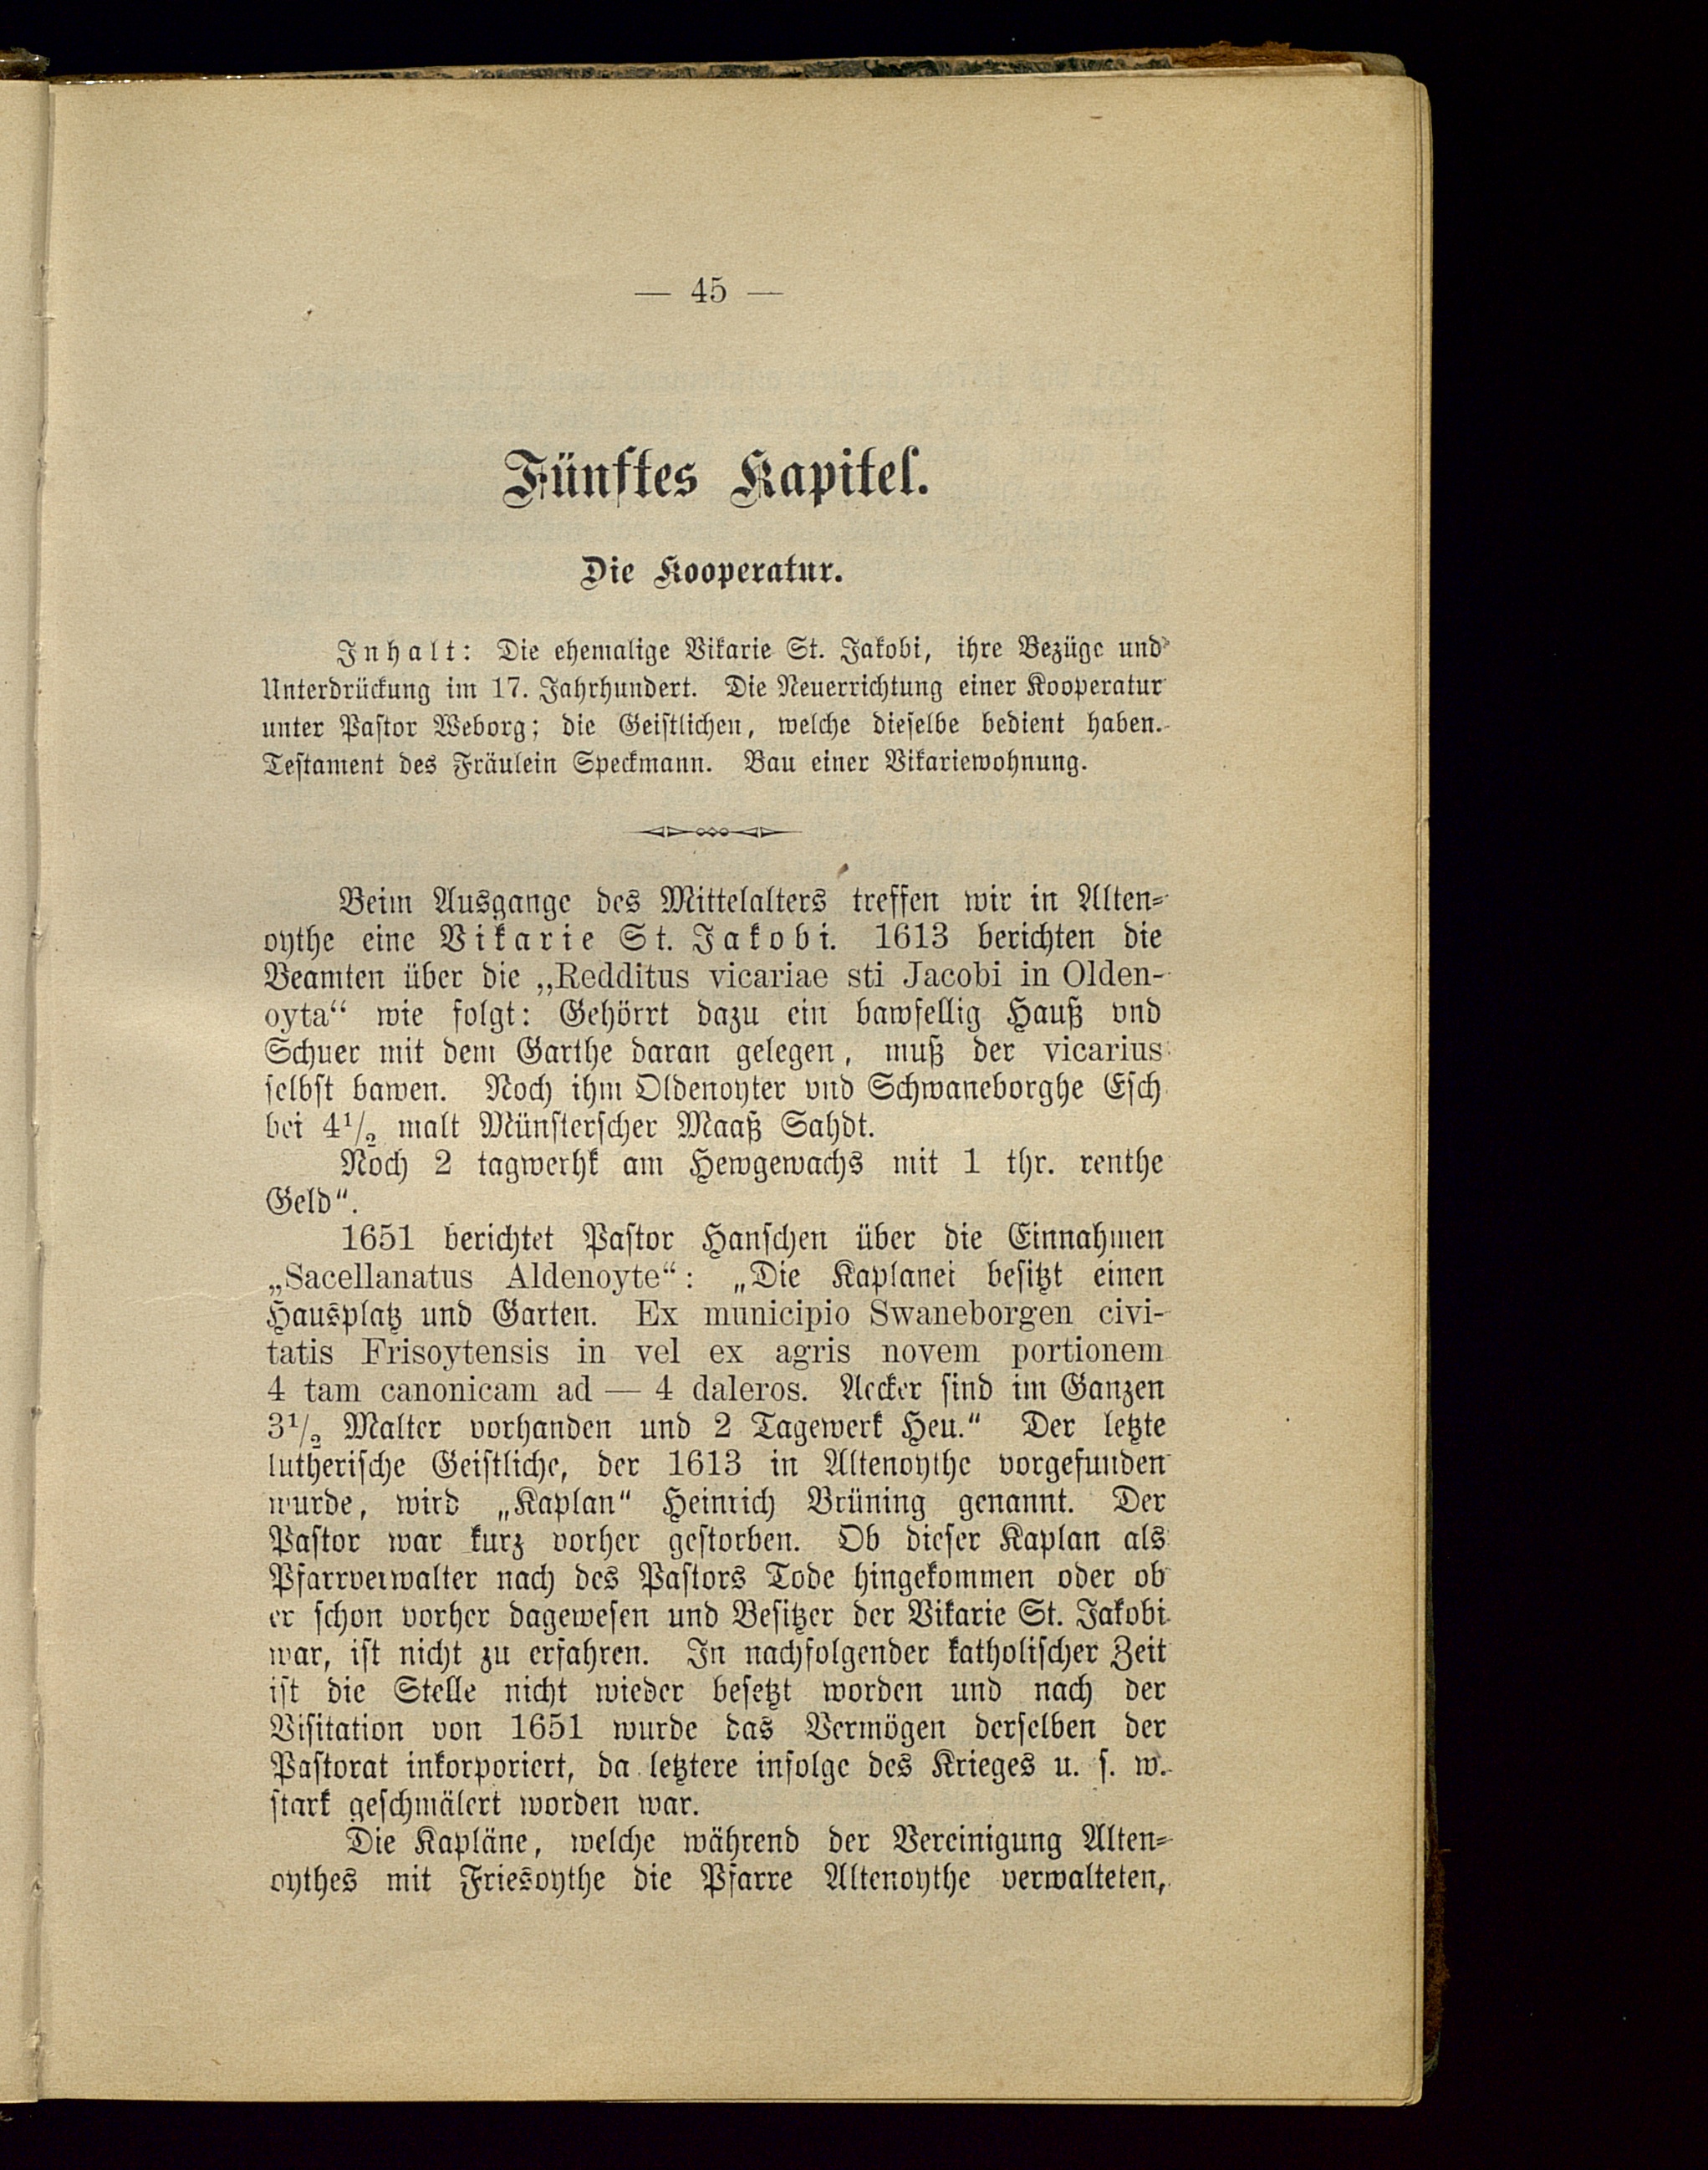 — 45 —
Fünftes Kapitel.
Die Kooperatur.
Inhalt: Die ehemalige Vikarie St. Jakobi, ihre Bezüge und
Unterdrückung im 17. Jahrhundert. Die Neuerrichtung einer Kooperatur
unter Pastor Weborg; die Geistlichen, welche dieselbe bedient haben.
Testament des Fräulein Speckmann. Bau einer Vikariewohnung.
Beim Ausgange des Mittelalters treffen wir in Alten-
oythe eine Vikarie St. Jakobi. 1613 berichten die
Beamten über die „Redditus vicariae sti Jacobi in Olden-
oyta“ wie folgt: Gehörrt dazu ein bawfellig Hauß vnd
Schuer mit dem Garthe daran gelegen, muß der vicarius
selbst bawen. Noch ihm Oldenoyter vnd Schwaneborghe Esch
bei 4½ malt Münsterscher Maaß Sahdt.
Noch 2 tagwerhk am Hewgewachs mit 1 thr. renthe
Geld“.
1651 berichtet Pastor Hanschen über die Einnahmen
„Sacellanatus Aldenoyte“: „Die Kaplanei besitzt einen
Hausplatz und Garten. Ex municipio Swaneborgen civi-
tatis Frisoytensis in vel ex agris novem portionem
4 tam canonicam ad — 4 daleros. Aecker sind im Ganzen
3½ Malter vorhanden und 2 Tagewerk Heu.“ Der letzte
lutherische Geistliche, der 1613 in Altenoythe vorgefunden
wurde, wird „Kaplan“ Heinrich Brüning genannt. Der
Pastor war kurz vorher gestorben. Ob dieser Kaplan als
Pfarrverwalter nach des Pastors Tode hingekommen oder ob
er schon vorher dagewesen und Besitzer der Vikarie St. Jakobi
war, ist nicht zu erfahren. In nachfolgender katholischer Zeit
ist die Stelle nicht wieder besetzt worden und nach der
Visitation von 1651 wurde das Vermögen derselben der
Pastorat inkorporiert, da letztere infolge des Krieges u. s. w.
stark geschmälert worden war.
Die Kapläne, welche während der Vereinigung Alten-
oythes mit Friesoythe die Pfarre Altenoythe verwalteten,